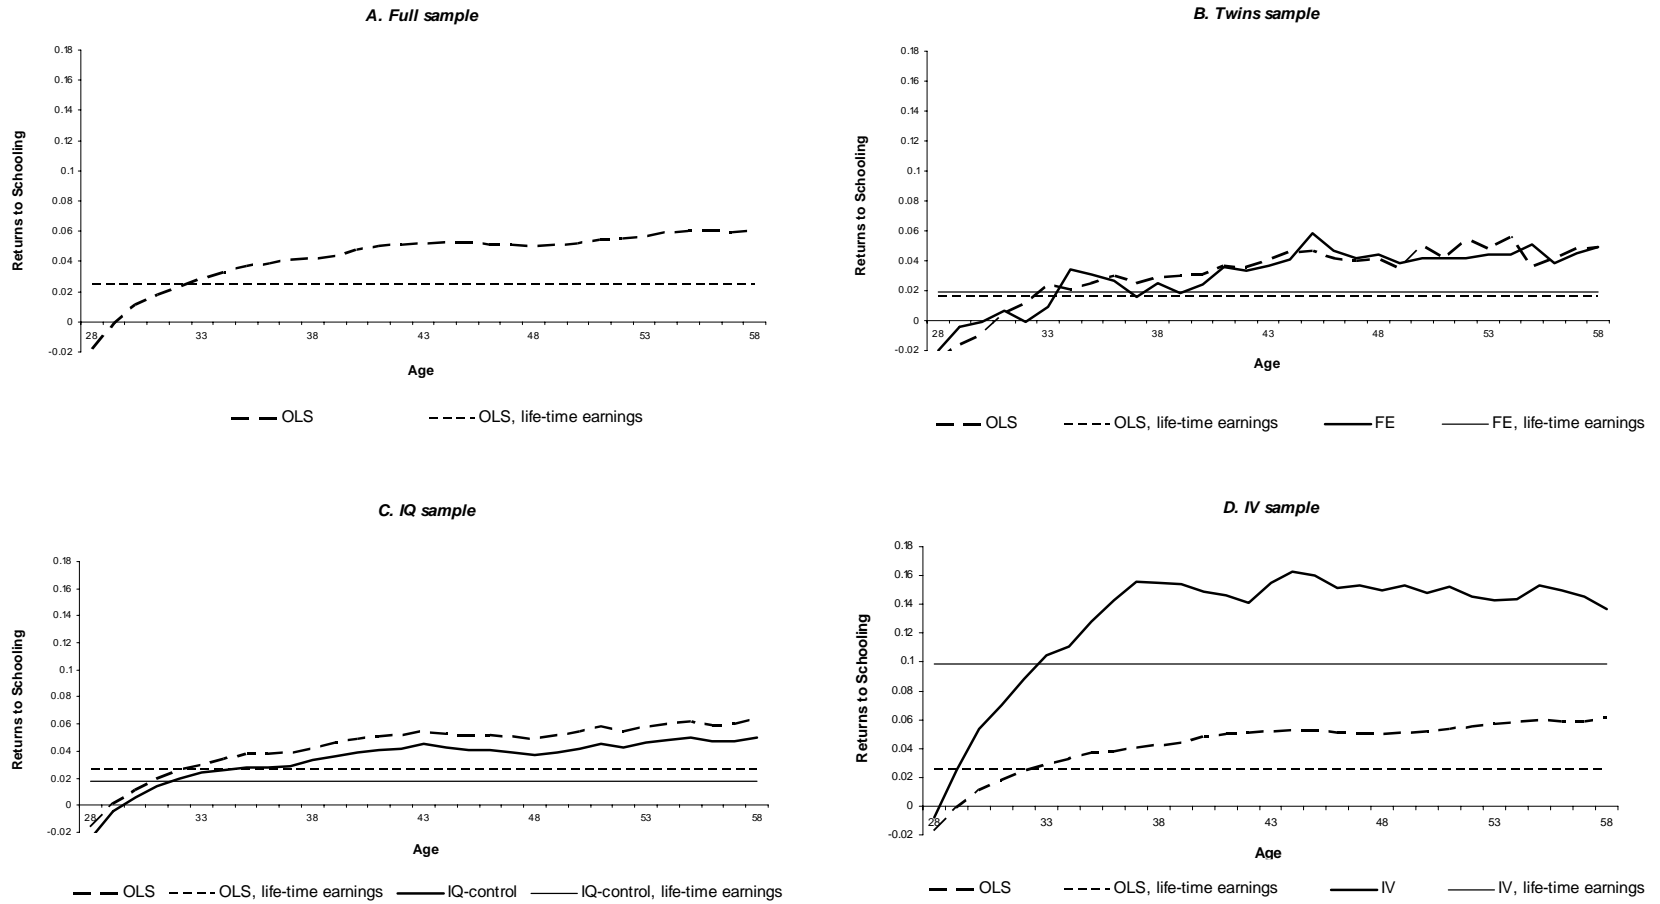 A. Full sample
0.18
0.16
0.14
0.12
0.1
0.08
0.06
0.04
0.02
0
-0.02
Returns to Schooling
28 33 38 43 48 53 58
Age
OLS OLS, life-time earnings
B. Twins sample
0.18
0.16
0.14
0.12
0.1
0.08
0.06
0.04
0.02
0
-0.02
Returns to Schooling
28 33 38 43 48 53 58
Age
OLS OLS, life-time earnings FE FE, life-time earnings
C. IQ sample
0.18
0.16
0.14
0.12
0.1
0.08
0.06
0.04
0.02
0
-0.02
Returns to Schooling
28 33 38 43 48 53 58
Age
OLS OLS, life-time earnings IQ-control IQ-control, life-time earnings
D. IV sample
0.18
0.16
0.14
0.12
0.1
0.08
0.06
0.04
0.02
0
-0.02
Returns to Schooling
28 33 38 43 48 53 58
Age
OLS OLS, life-time earnings IV IV, life-time earnings